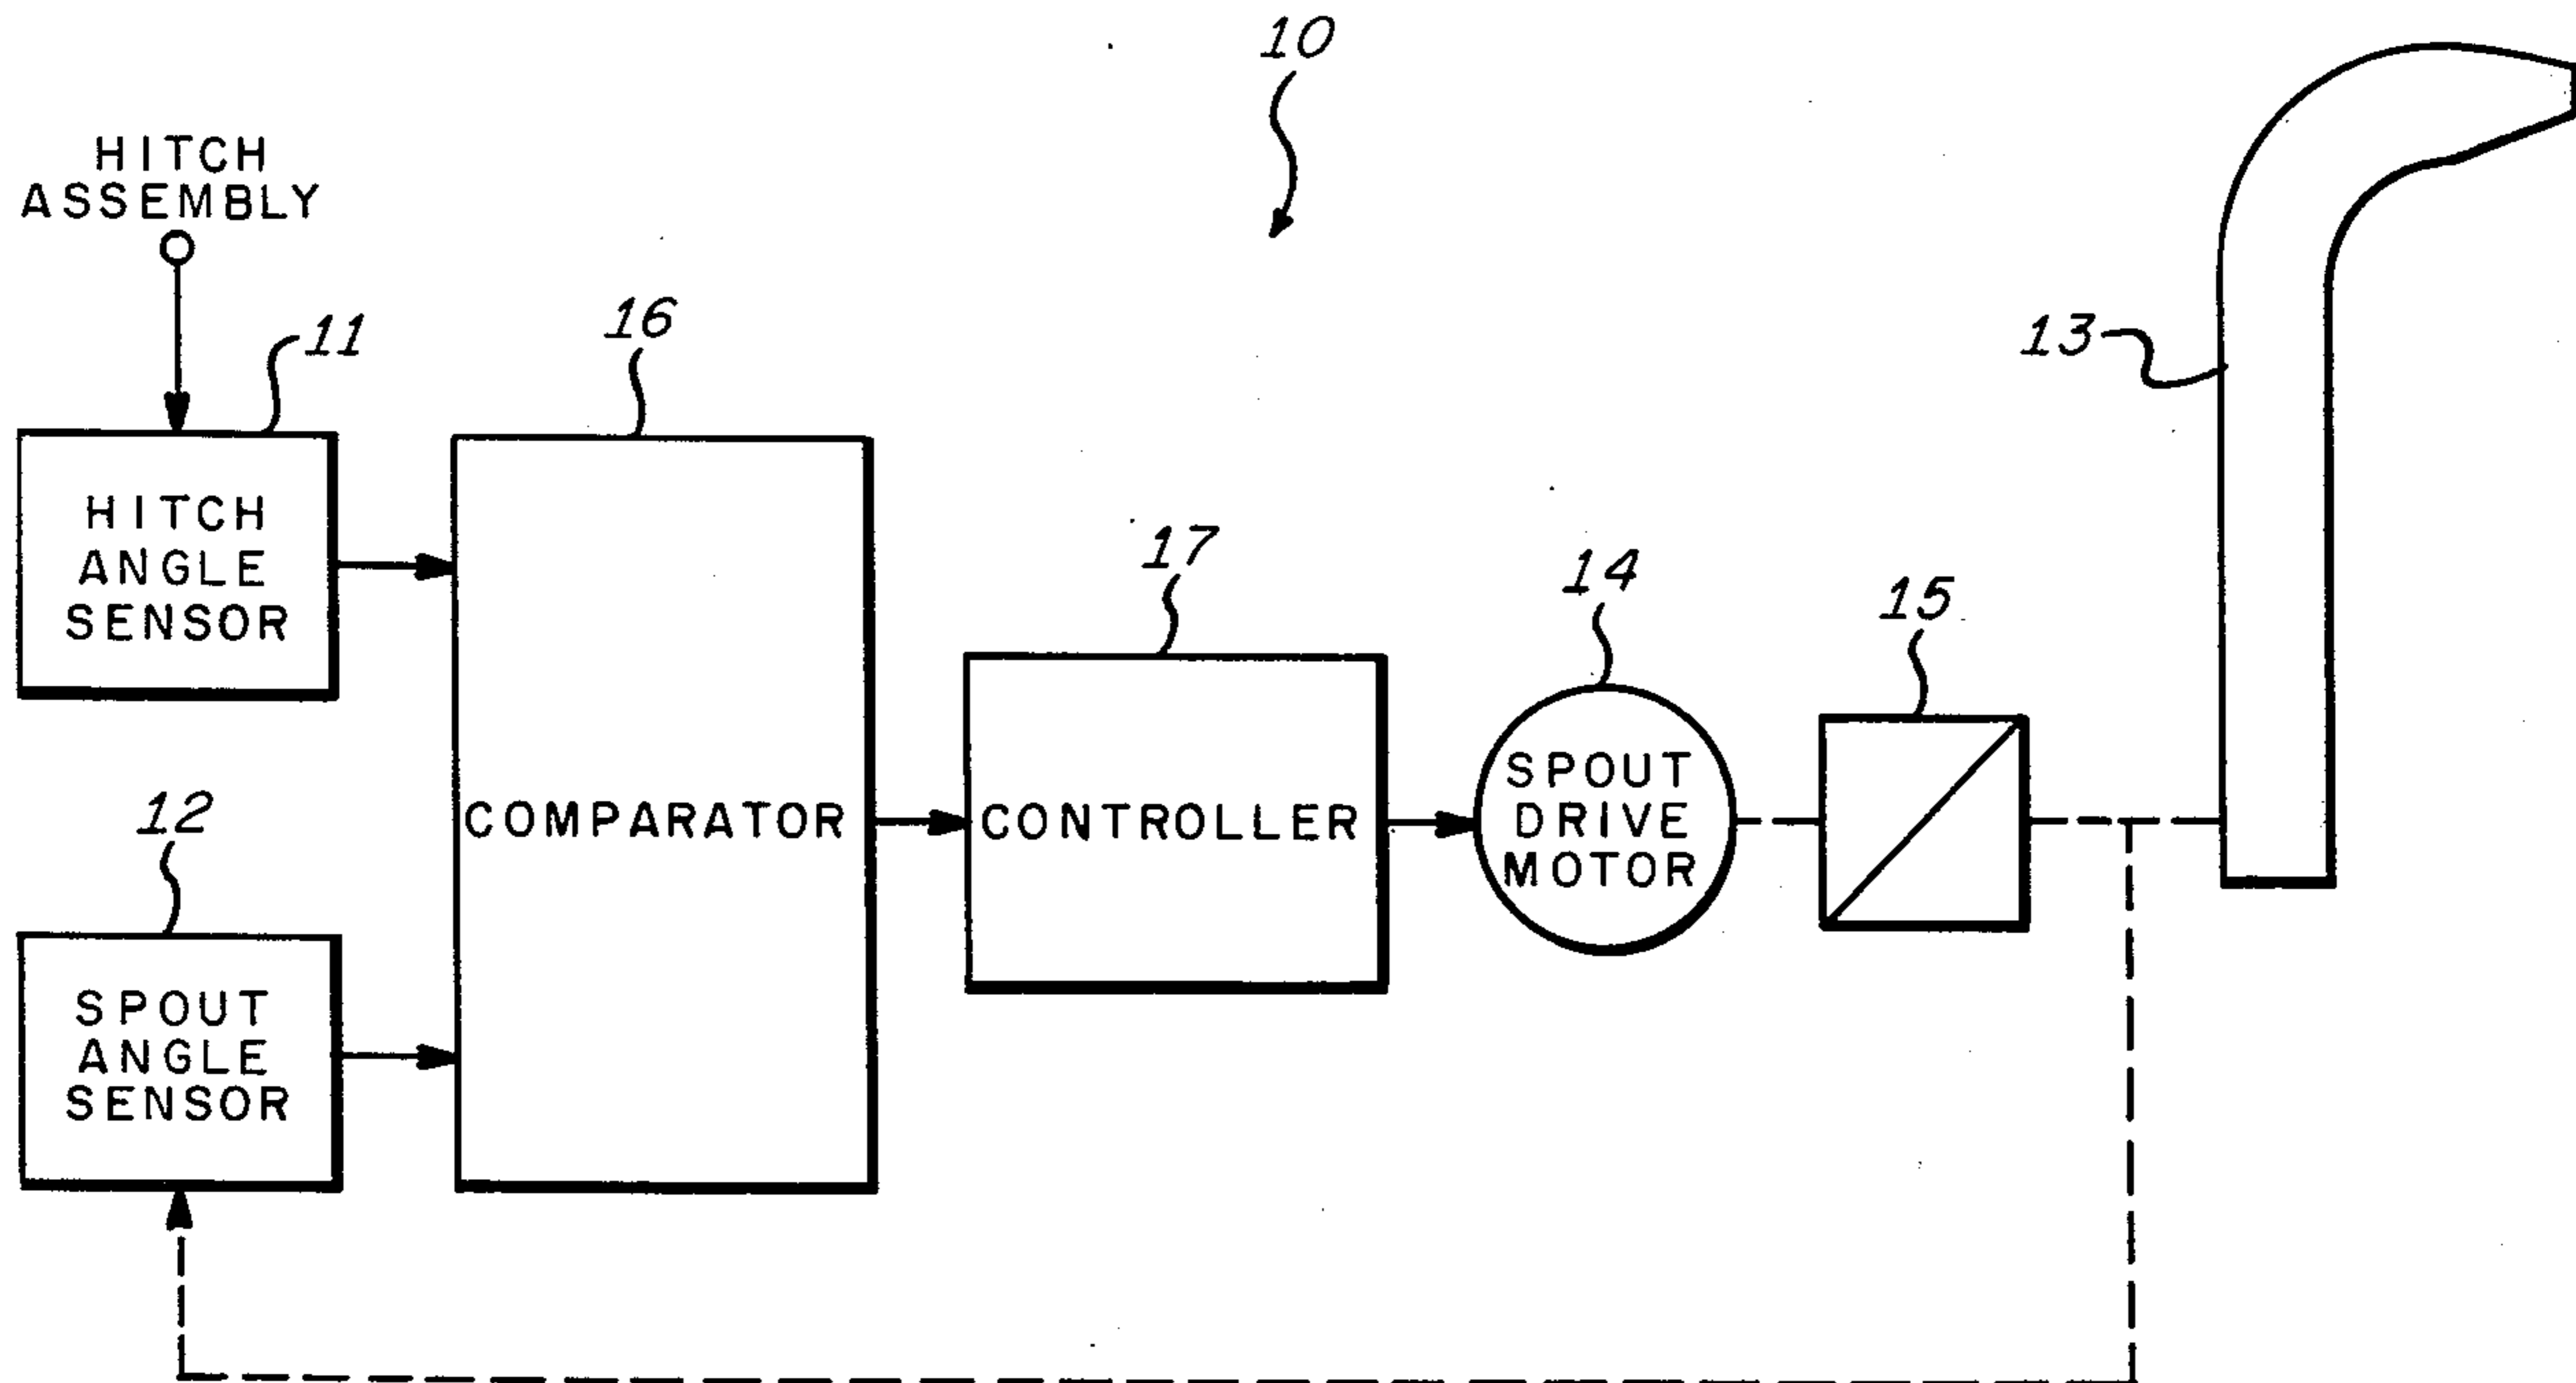 10
HITCH
ASSEMBLY
11
16
13
HITCH
ANGLE
SENSOR
17
14
15
12
COMPARATOR
CONTROLLER
SPOUT
DRIVE
MOTOR
SPOUT
ANGLE
SENSOR